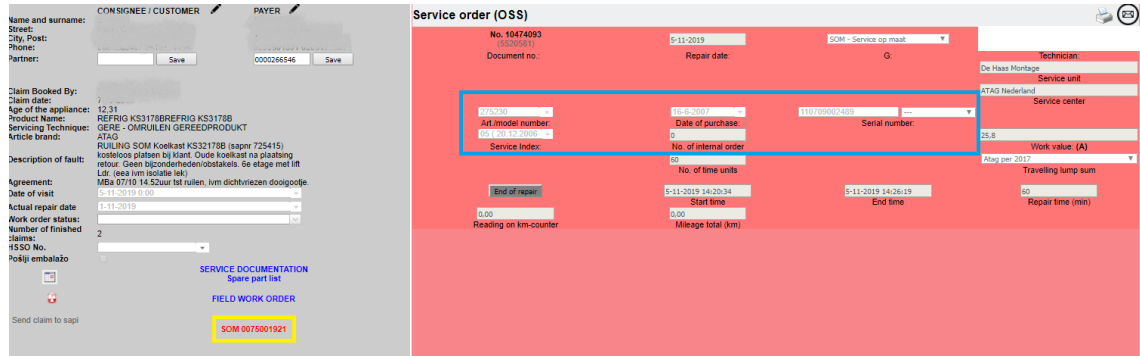 CONSIGNEE / CUSTOMER
PAYER
Name and surname:
Street:
City, Post:
Phone:
Partner:
Save
0000266546
Save
Claim Booked By:
Claim date:
Age of the appliance: 12,31
Product Name: REFRIG KS3178BREFRIG KS3178B
Servicing Technique: GERE - OMRUILEN GEREEDPRODUKT
Article brand: ATAG
Description of fault: RUILING SOM Koelkast KS32178B (sapnr 725415)
kosteloos platsen bij klant. Oude koelkast na plaatsing
retour. Geen bijzonderheden/obstakels. 6e etage met lift
Ldr. (eea ivm isolatie lek)
Agreement: MBa 07/10 14.52uur tst ruilen, ivm dichtvriezen dooigootje.
Date of visit 5-11-2019 0:00
Actual repair date 1-11-2019
Work order status:
Number of finished claims: 2
HSSO No.
Pošlji embalažo
SERVICE DOCUMENTATION
Spare part list
FIELD WORK ORDER
Send claim to sapi
SOM 0075001921
Service order (OSS)
No. 10474093
(5520581)
Document no.:
5-11-2019
Repair date:
SOM - Service op maat
G:
Technician:
De Haas Montage
Service unit
ATAG Nederland
Service center
275230
Art./model number:
16-6-2007
Date of purchase:
110709002489
---
Serial number:
05 ( 20.12.2006
Service Index:
0
No. of internal order
25,8
Work value: (A)
60
No. of time units
Atag per 2017
Travelling lump sum
End of repair
5-11-2019 14:20:34
Start time
5-11-2019 14:26:19
End time
60
Repair time (min)
0,00
Reading on km-counter
0,00
Mileage total (km)